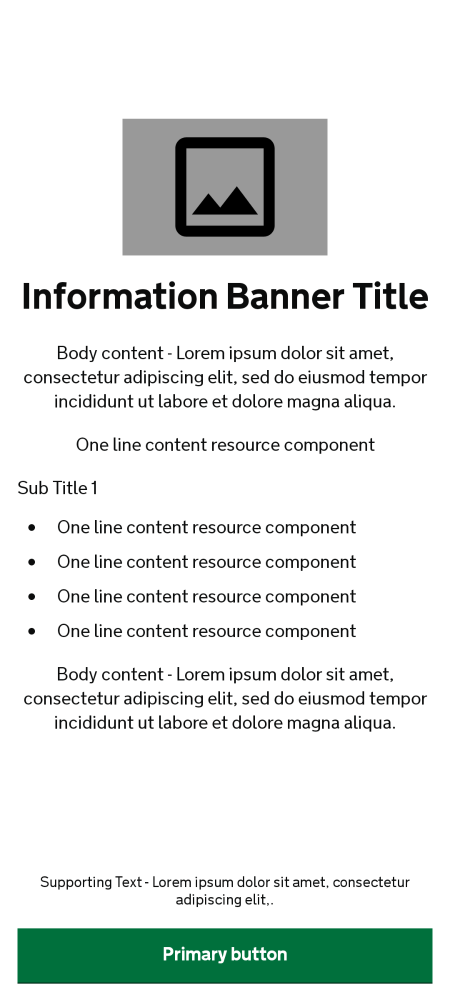 Information Banner Title
Body content - Lorem ipsum dolor sit amet,
consectetur adipiscing elit, sed do eiusmod tempor
incididunt ut labore et dolore magna aliqua.
One line content resource component
Sub Title 1
• One line content resource component
• One line content resource component
• One line content resource component
• One line content resource component
Body content - Lorem ipsum dolor sit amet,
consectetur adipiscing elit, sed do eiusmod tempor
incididunt ut labore et dolore magna aliqua.
Supporting Text - Lorem ipsum dolor sit amet, consectetur
adipiscing elit,.
Primary button